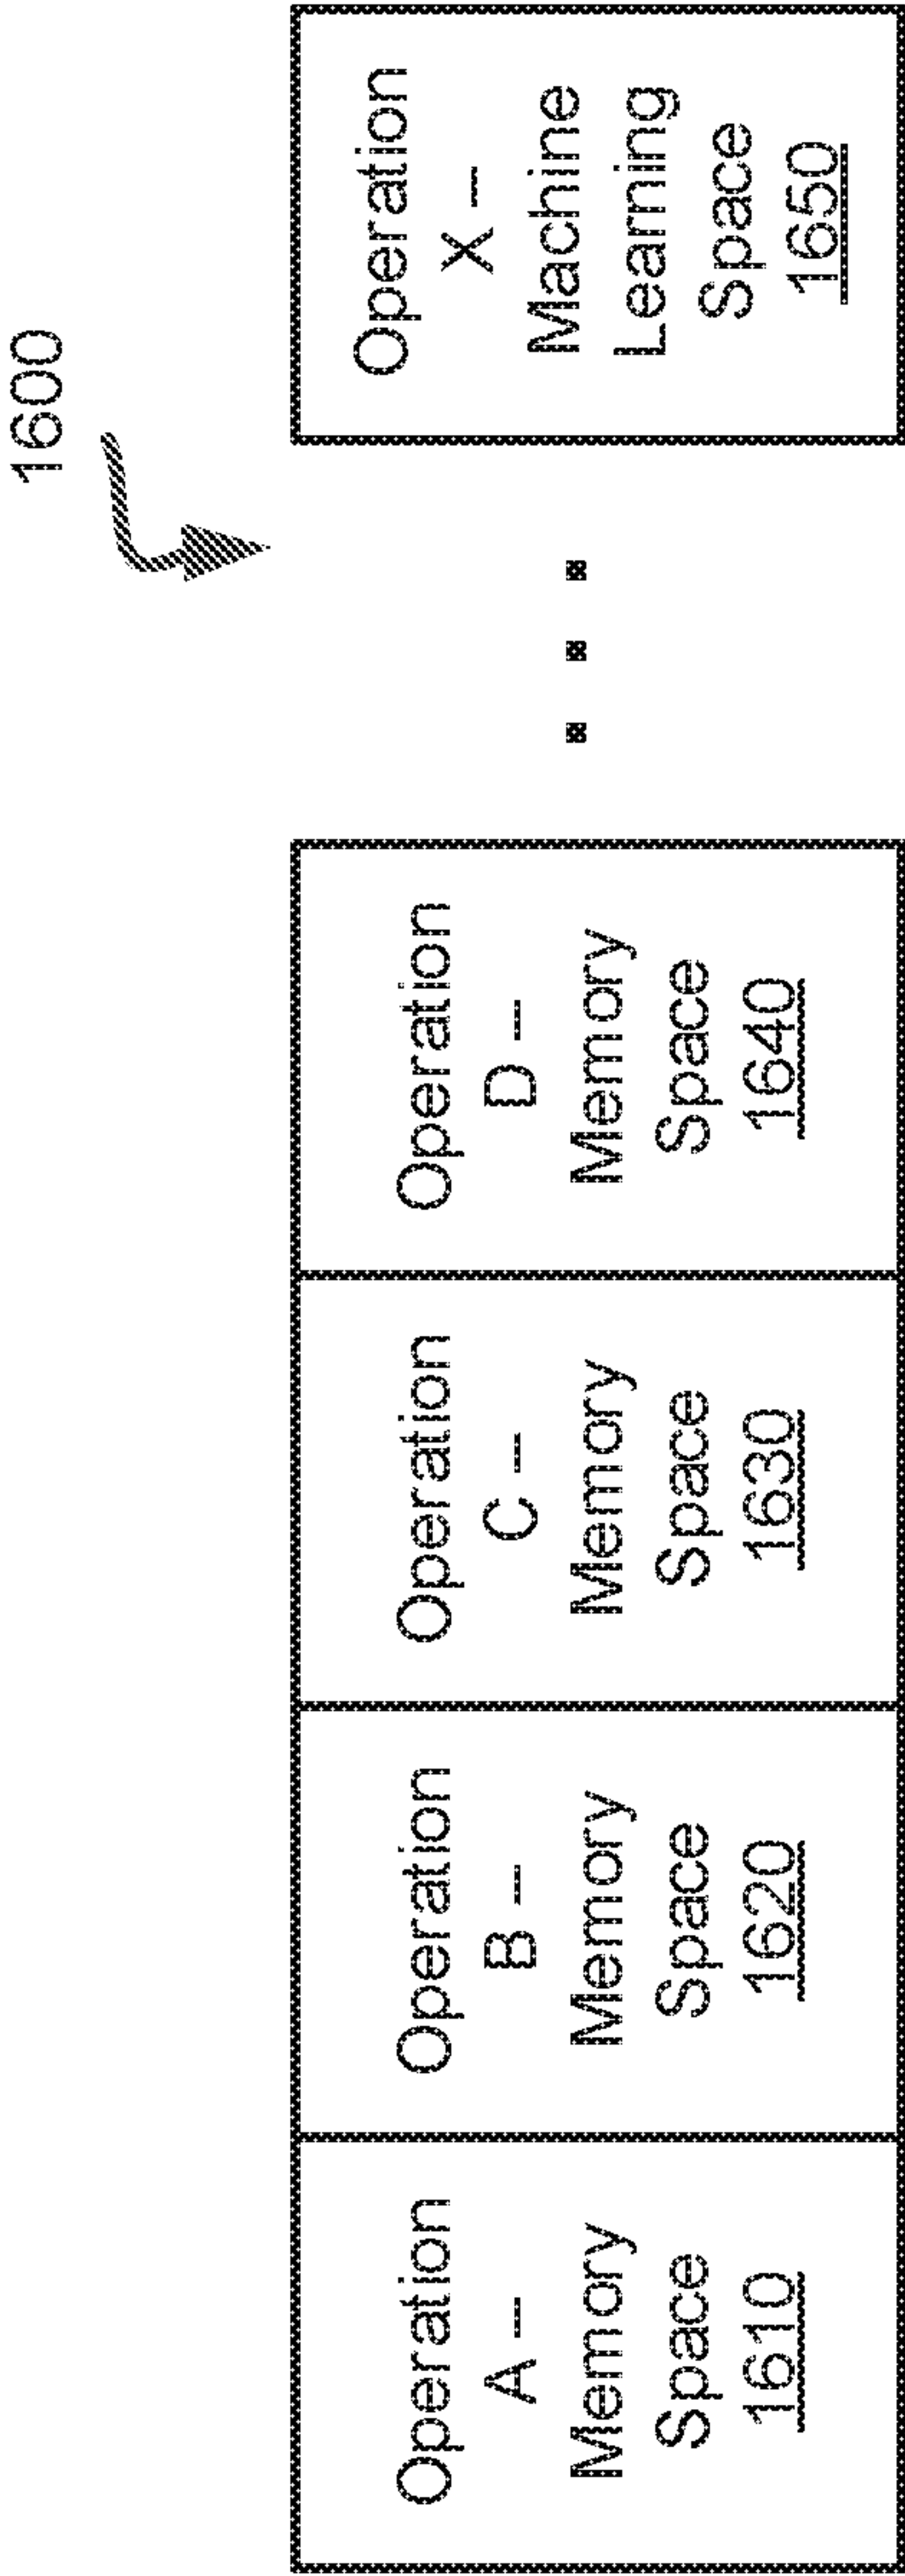 1600
Operation
A –
Memory
Space
1610
Operation
B –
Memory
Space
1620
Operation
C –
Memory
Space
1630
Operation
D –
Memory
Space
1640
Operation
X –
Machine
Learning
Space
1650